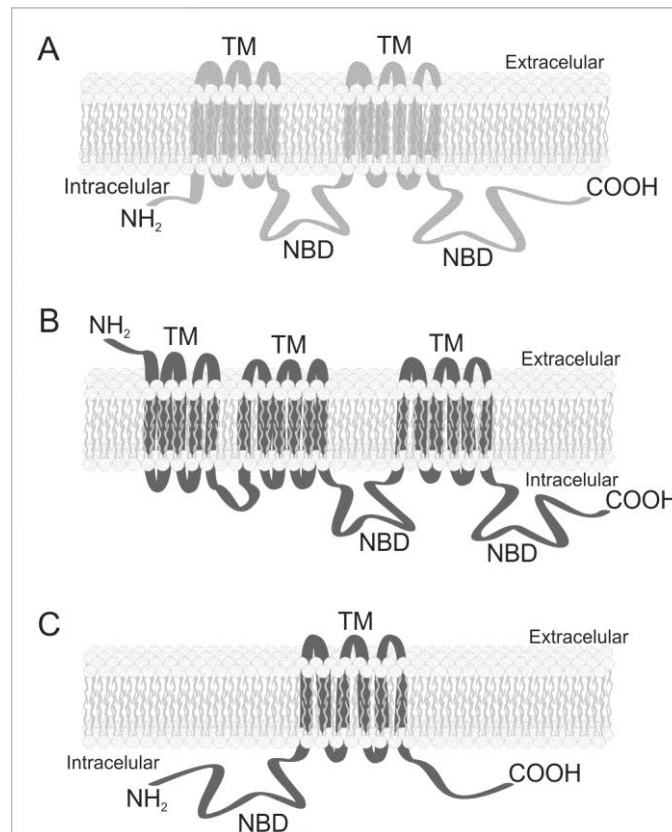 A
TM
TM
Extracelular
Intracelular
NH₂
NBD
NBD
COOH
B
NH₂
TM
TM
TM
Extracelular
Intracelular
COOH
NBD
NBD
C
TM
Extracelular
Intracelular
NH₂
NBD
COOH